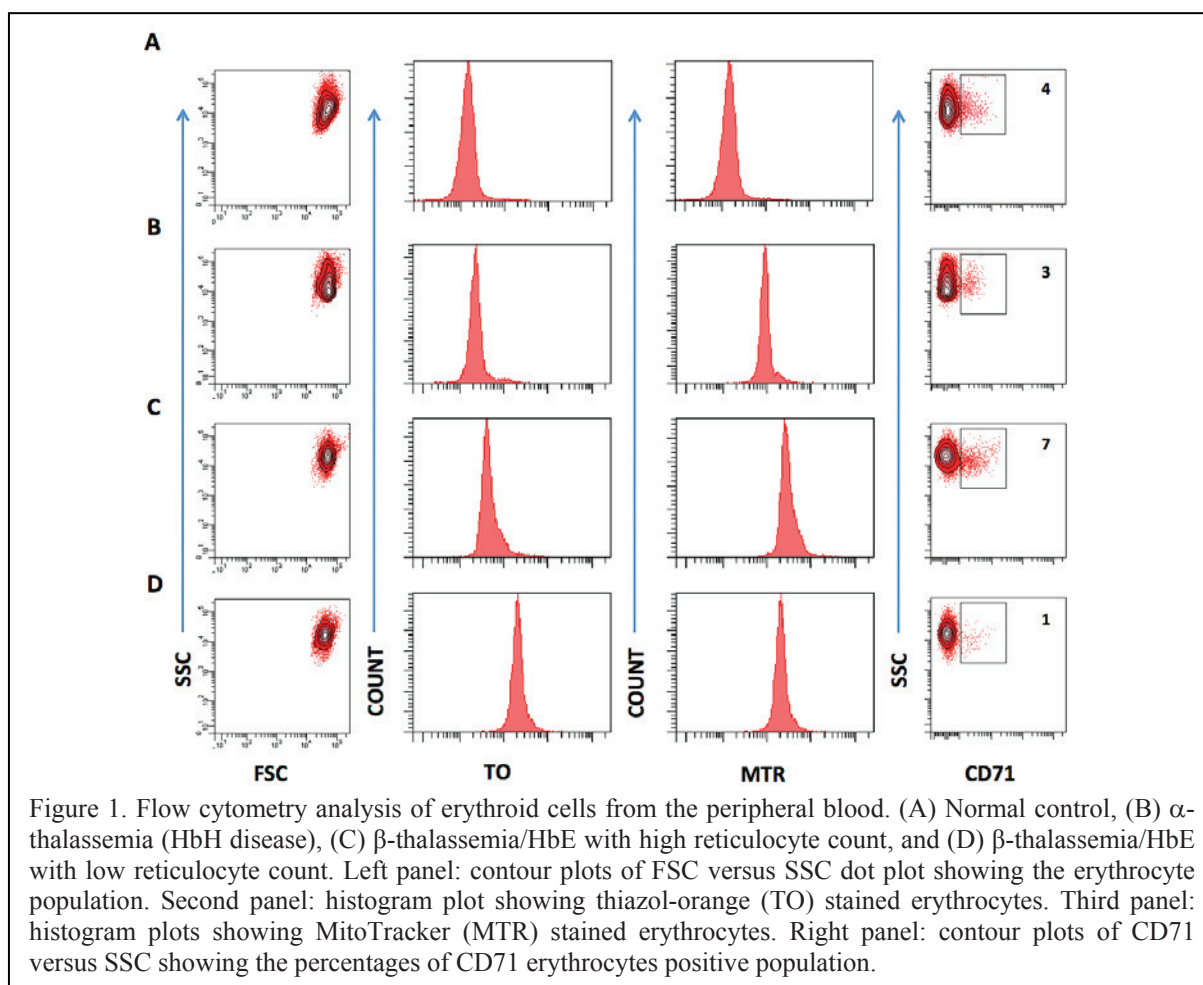 A
4
B
3
C
7
D
1
SSC
COUNT
COUNT
SSC
FSC
TO
MTR
CD71
Figure 1. Flow cytometry analysis of erythroid cells from the peripheral blood. (A) Normal control, (B) α-
thalassemia (HbH disease), (C) β-thalassemia/HbE with high reticulocyte count, and (D) β-thalassemia/HbE
with low reticulocyte count. Left panel: contour plots of FSC versus SSC dot plot showing the erythrocyte
population. Second panel: histogram plot showing thiazol-orange (TO) stained erythrocytes. Third panel:
histogram plots showing MitoTracker (MTR) stained erythrocytes. Right panel: contour plots of CD71
versus SSC showing the percentages of CD71 erythrocytes positive population.